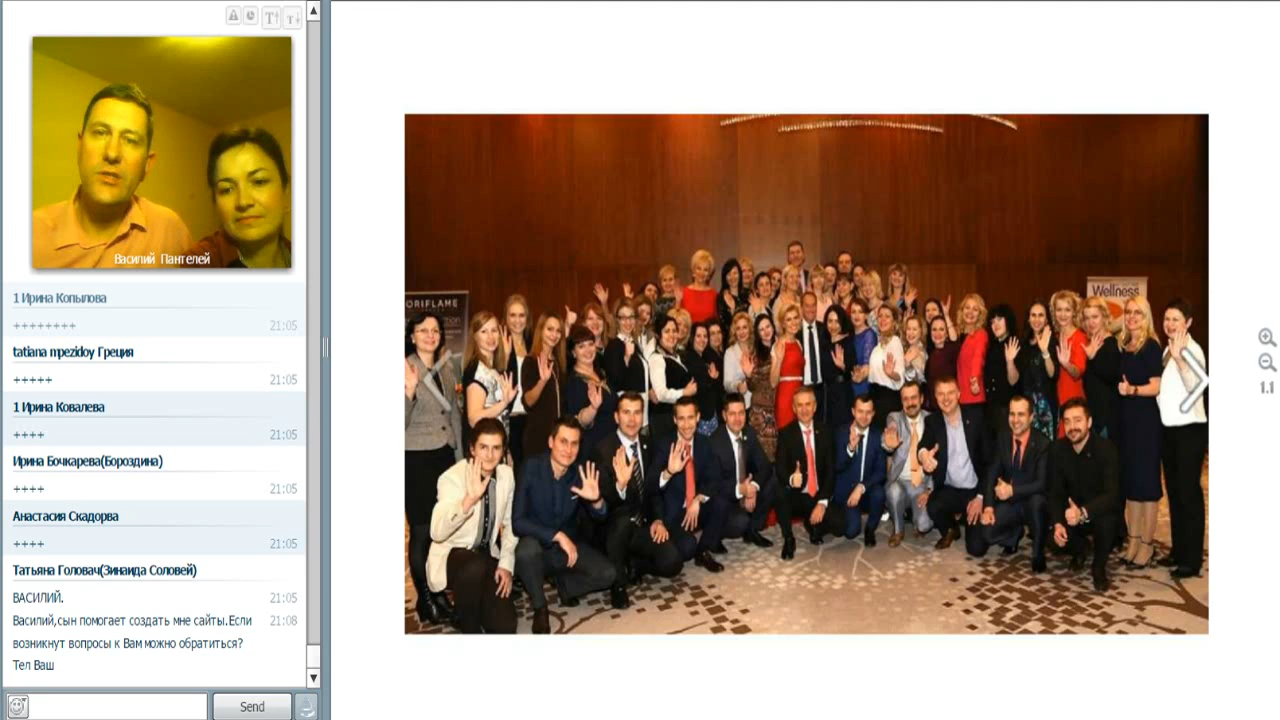 Василий Пантелей
1 Ирина Копылова
++++++++ 21:05
tatiana mpezidoy Греция
+++++ 21:05
1 Ирина Ковалева
++++ 21:05
Ирина Бочкарева(Бороздина)
++++ 21:05
Анастасия Скадорва
++++ 21:05
Татьяна Головач(Зинаида Соловей)
ВАСИЛИЙ. 21:05
Василий,сын помогает создать мне сайты.Если 21:08
возникнут вопросы к Вам можно обратиться?
Тел Ваш
Send
ORIFLAME
Wellness
1:1